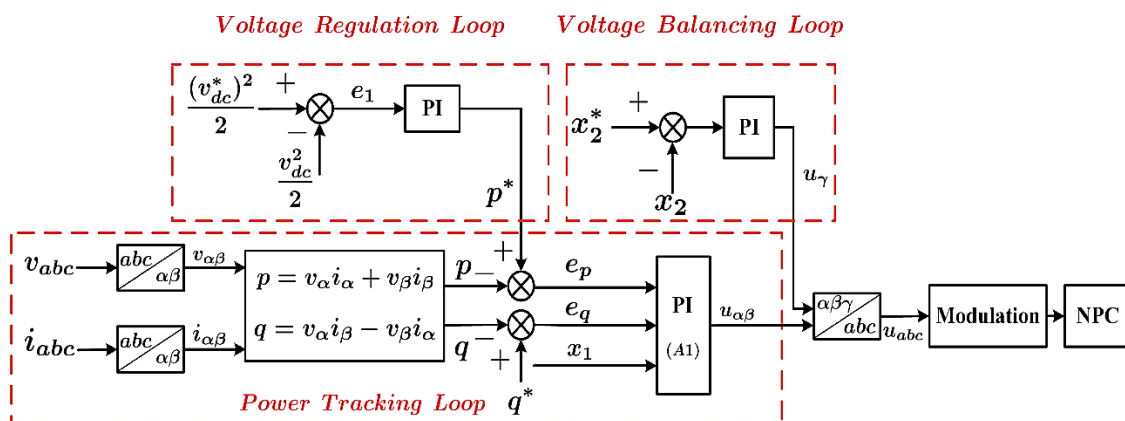 Voltage Regulation Loop
Voltage Balancing Loop
(v*dc)²
2
+
−
e₁
PI
v²dc
2
p*
x₂*
+
−
x₂
PI
uγ
vabc
abc
αβ
vαβ
iabc
abc
αβ
iαβ
p = vαiα + vβiβ
q = vαiβ − vβiα
p
−
+
q
−
+
q*
ep
eq
x₁
PI
(A1)
uαβ
αβγ
abc
uabc
Modulation
NPC
Power Tracking Loop